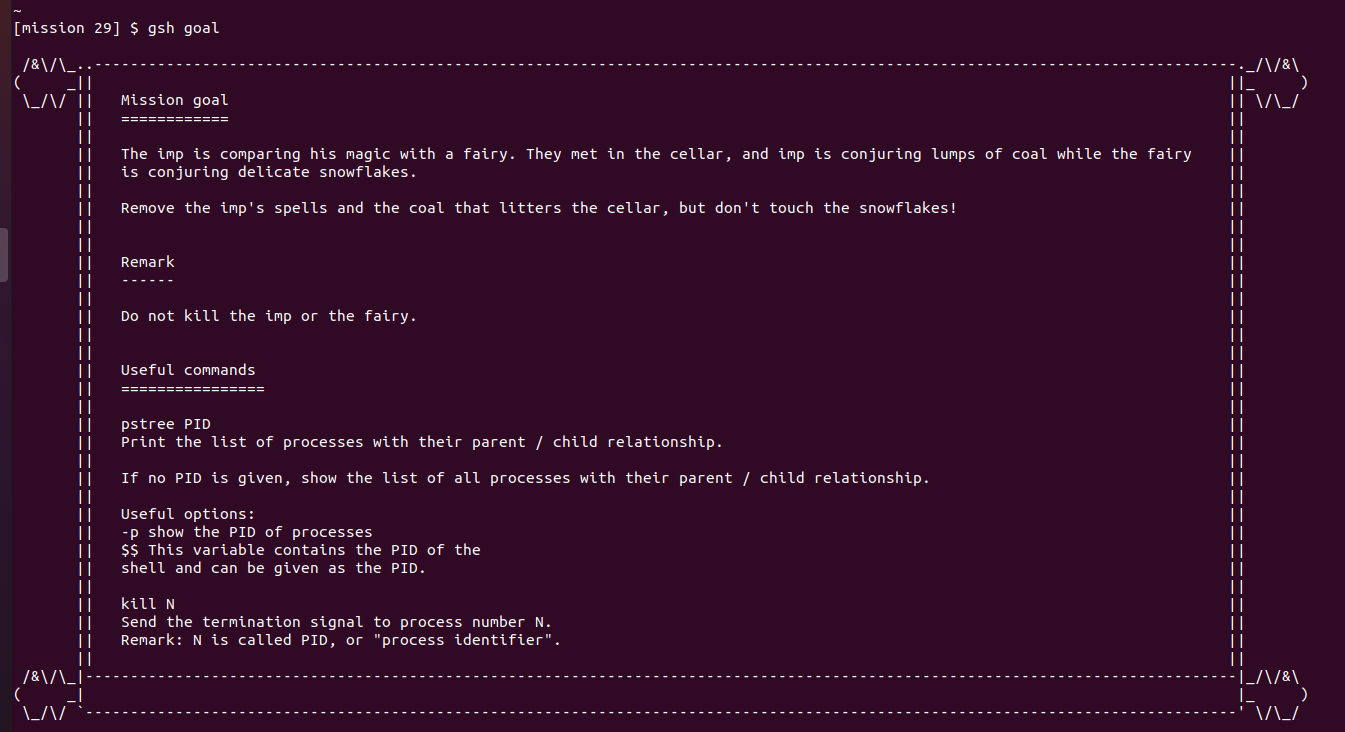 ~
[mission 29] $ gsh goal
 /&\/\_..-------------------------------------------------------------------------------------------------------------------------------._/\/&\
(     _||                                                                                                                              ||_     )
 \_/\/ ||   Mission goal                                                                                                               || \/\_/
       ||   ============                                                                                                               ||
       ||                                                                                                                              ||
       ||   The imp is comparing his magic with a fairy. They met in the cellar, and imp is conjuring lumps of coal while the fairy    ||
       ||   is conjuring delicate snowflakes.                                                                                          ||
       ||                                                                                                                              ||
       ||   Remove the imp's spells and the coal that litters the cellar, but don't touch the snowflakes!                              ||
       ||                                                                                                                              ||
       ||                                                                                                                              ||
       ||   Remark                                                                                                                     ||
       ||   ------                                                                                                                     ||
       ||                                                                                                                              ||
       ||   Do not kill the imp or the fairy.                                                                                          ||
       ||                                                                                                                              ||
       ||                                                                                                                              ||
       ||   Useful commands                                                                                                            ||
       ||   ================                                                                                                           ||
       ||                                                                                                                              ||
       ||   pstree PID                                                                                                                 ||
       ||   Print the list of processes with their parent / child relationship.                                                        ||
       ||                                                                                                                              ||
       ||   If no PID is given, show the list of all processes with their parent / child relationship.                                 ||
       ||                                                                                                                              ||
       ||   Useful options:                                                                                                            ||
       ||   -p show the PID of processes                                                                                               ||
       ||   $$ This variable contains the PID of the                                                                                   ||
       ||   shell and can be given as the PID.                                                                                         ||
       ||                                                                                                                              ||
       ||   kill N                                                                                                                     ||
       ||   Send the termination signal to process number N.                                                                           ||
       ||   Remark: N is called PID, or "process identifier".                                                                          ||
       ||                                                                                                                              ||
 /&\/\_|--------------------------------------------------------------------------------------------------------------------------------|_/\/&\
(     _|                                                                                                                                |_     )
 \_/\/ `--------------------------------------------------------------------------------------------------------------------------------' \/\_/